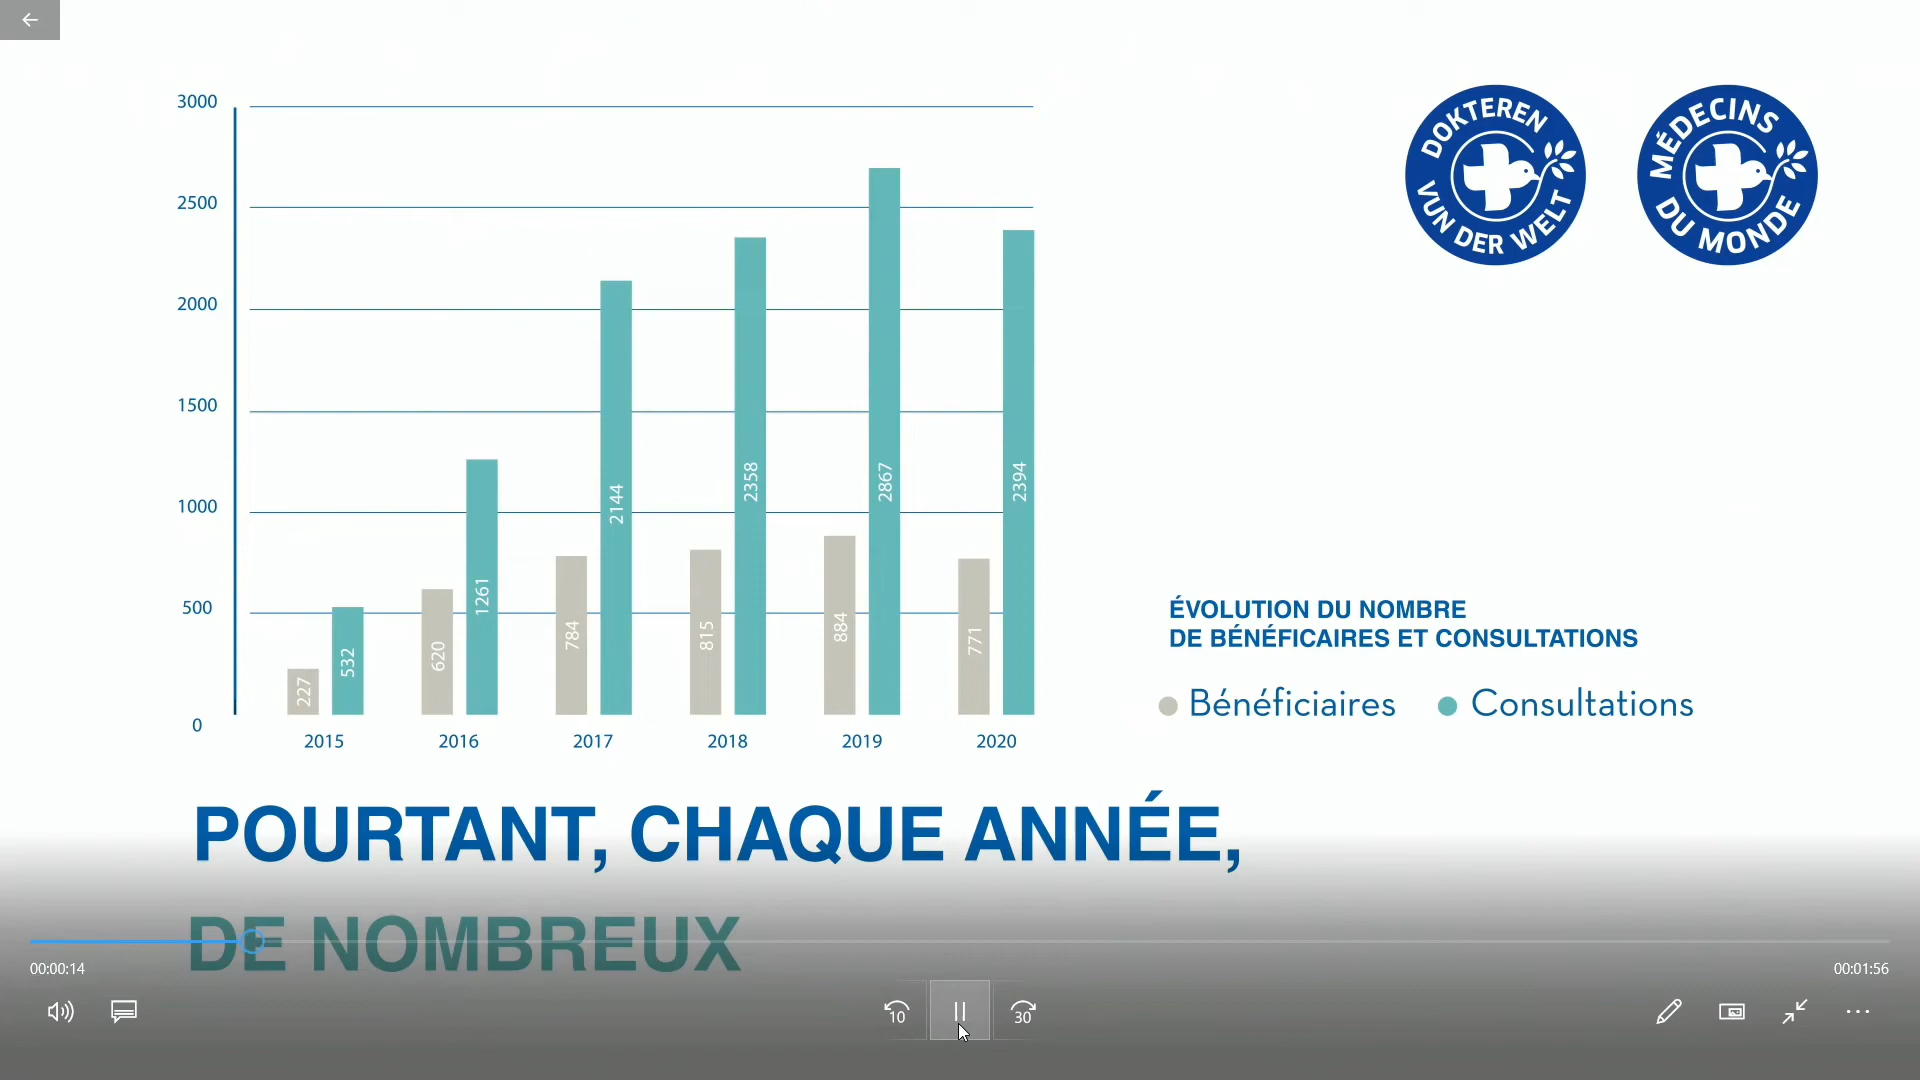 3000
2500
2000
1500
1000
500
0
227
532
620
1261
784
2144
815
2358
884
2867
771
2394
2015
2016
2017
2018
2019
2020
DOKTEREN
VUN DER WELT
MÉDECINS
DU MONDE
ÉVOLUTION DU NOMBRE
DE BÉNÉFICAIRES ET CONSULTATIONS
Bénéficiaires
Consultations
POURTANT, CHAQUE ANNÉE,
DE NOMBREUX
00:00:14
00:01:56
10
30